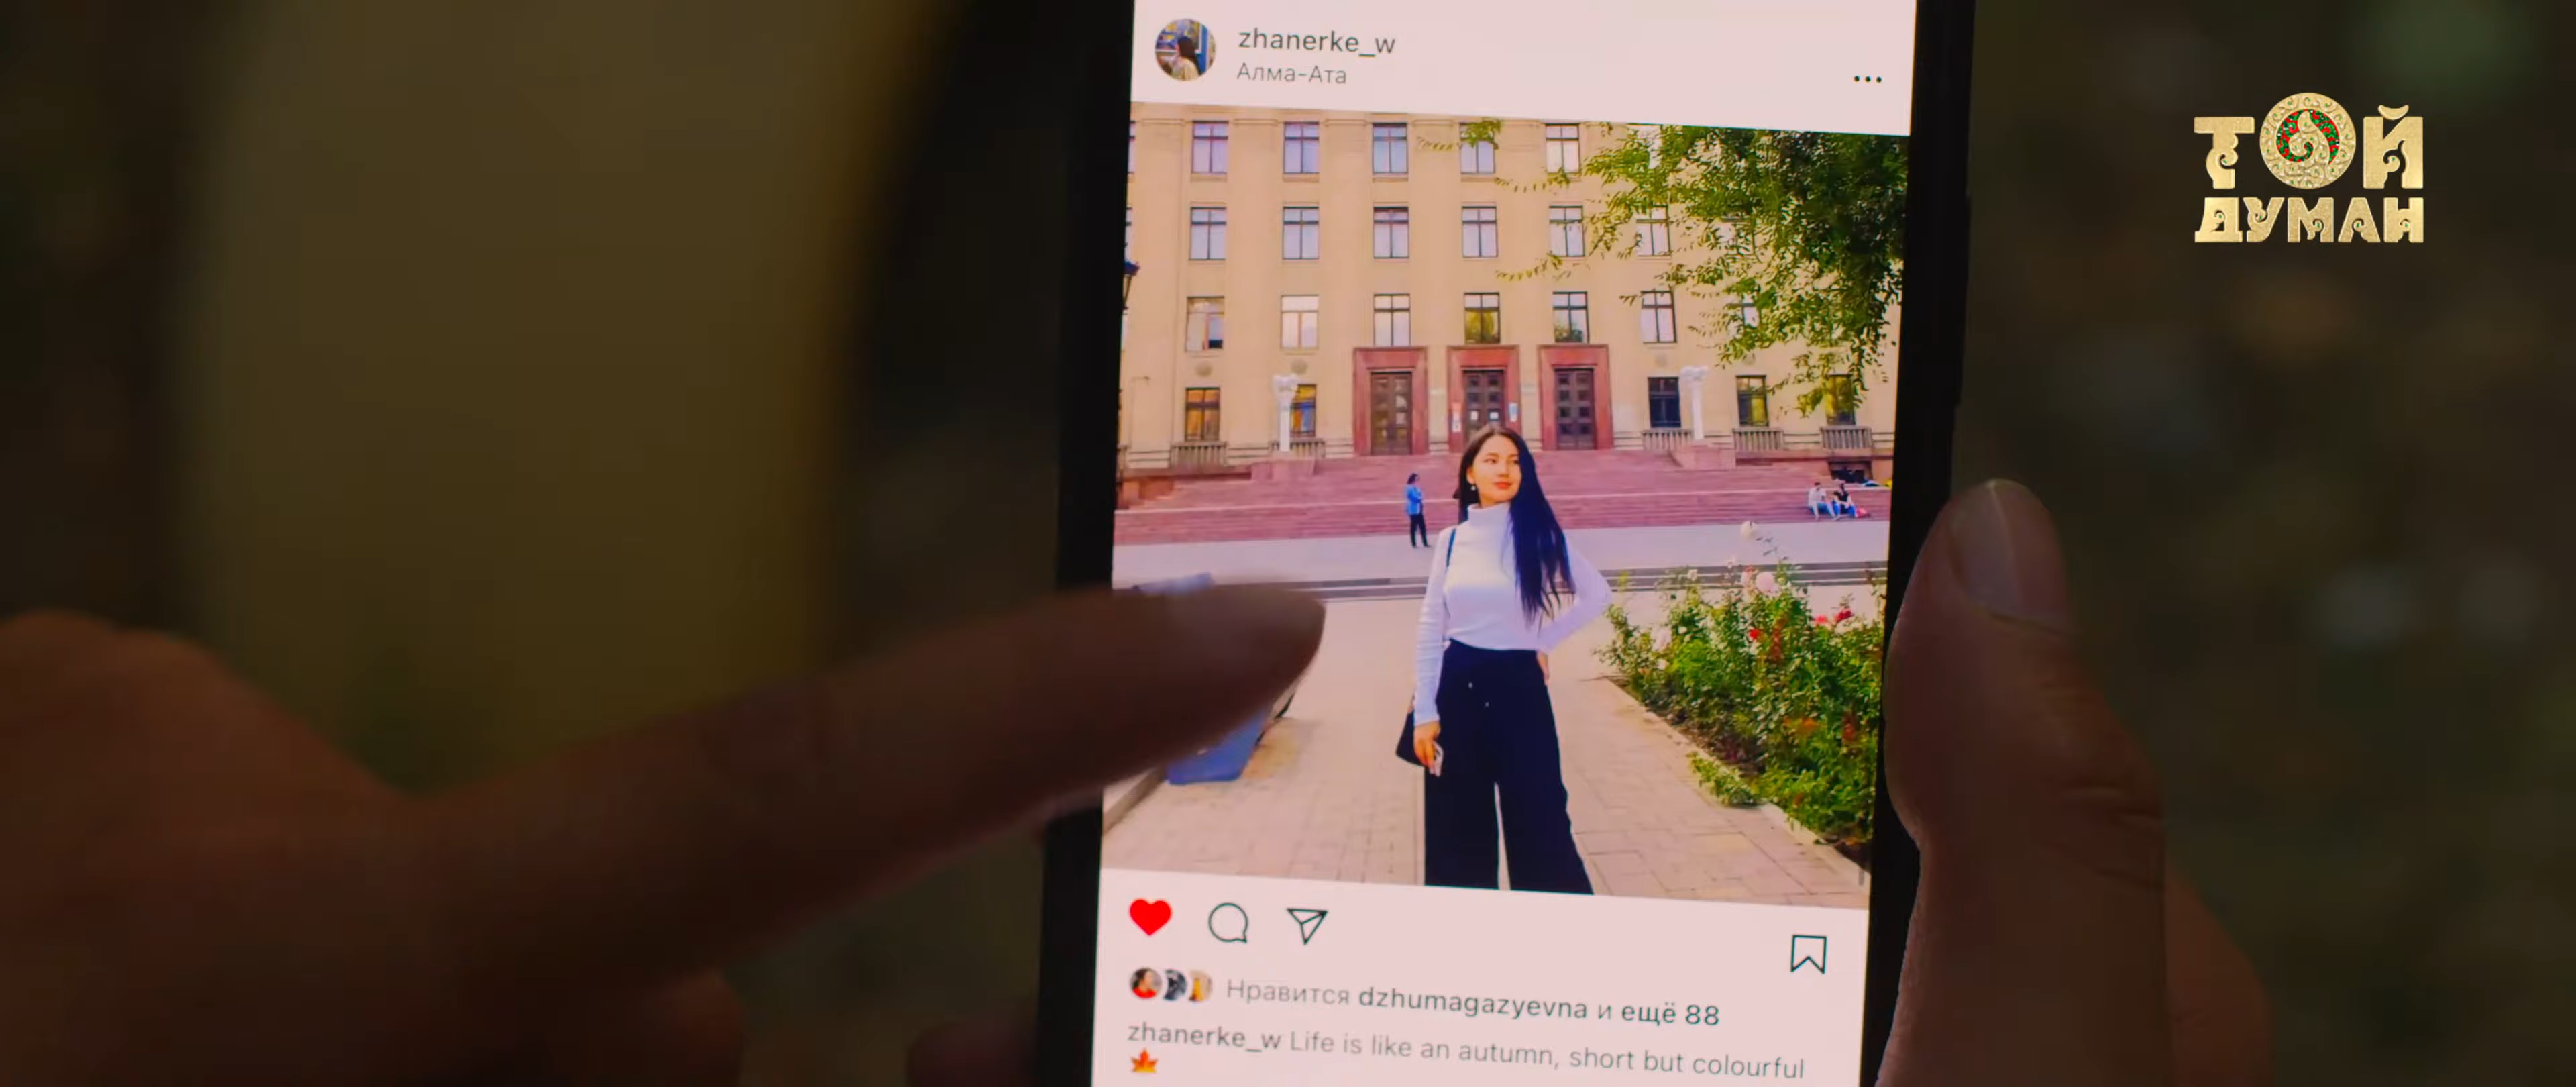 zhanerke_w
Алма-Ата
ТОЙ
ДУМАН
Нравится dzhumagazyevna и ещё 88
zhanerke_w Life is like an autumn, short but colourful
🍁